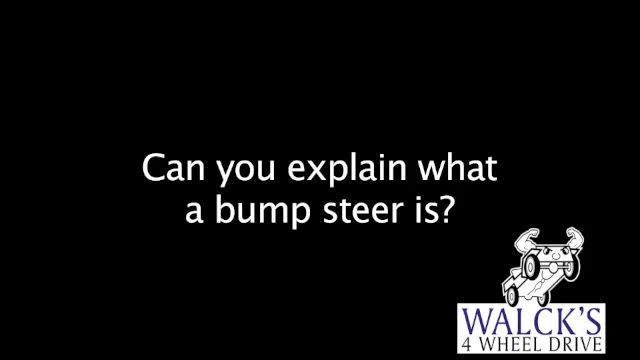 Can you explain what
a bump steer is?
WALCK'S
4 WHEEL DRIVE